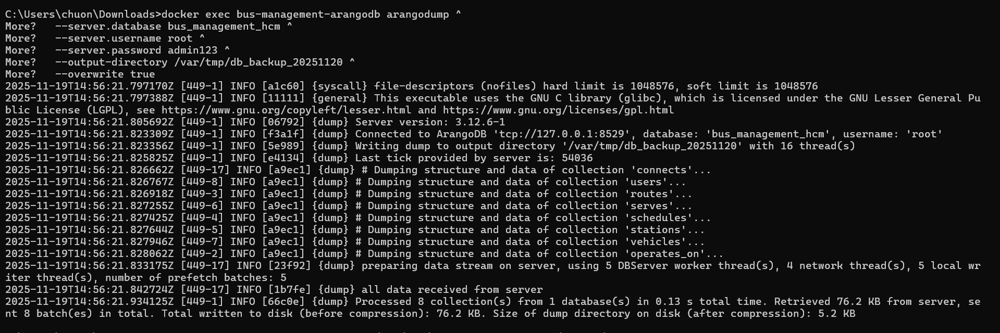 C:\Users\chuon\Downloads>docker exec bus-management-arangodb arangodump ^
More?   --server.database bus_management_hcm ^
More?   --server.username root ^
More?   --server.password admin123 ^
More?   --output-directory /var/tmp/db_backup_20251120 ^
More?   --overwrite true
2025-11-19T14:56:21.797170Z [449-1] INFO [a1c60] {syscall} file-descriptors (nofiles) hard limit is 1048576, soft limit is 1048576
2025-11-19T14:56:21.797388Z [449-1] INFO [11111] {general} This executable uses the GNU C library (glibc), which is licensed under the GNU Lesser General Pu
blic License (LGPL), see https://www.gnu.org/copyleft/lesser.html and https://www.gnu.org/licenses/gpl.html
2025-11-19T14:56:21.805692Z [449-1] INFO [06792] {dump} Server version: 3.12.6-1
2025-11-19T14:56:21.823309Z [449-1] INFO [f3a1f] {dump} Connected to ArangoDB 'tcp://127.0.0.1:8529', database: 'bus_management_hcm', username: 'root'
2025-11-19T14:56:21.823356Z [449-1] INFO [5e989] {dump} Writing dump to output directory '/var/tmp/db_backup_20251120' with 16 thread(s)
2025-11-19T14:56:21.825825Z [449-1] INFO [e4134] {dump} Last tick provided by server is: 54036
2025-11-19T14:56:21.826662Z [449-17] INFO [a9ec1] {dump} # Dumping structure and data of collection 'connects'...
2025-11-19T14:56:21.826767Z [449-8] INFO [a9ec1] {dump} # Dumping structure and data of collection 'users'...
2025-11-19T14:56:21.826918Z [449-3] INFO [a9ec1] {dump} # Dumping structure and data of collection 'routes'...
2025-11-19T14:56:21.827255Z [449-6] INFO [a9ec1] {dump} # Dumping structure and data of collection 'serves'...
2025-11-19T14:56:21.827425Z [449-4] INFO [a9ec1] {dump} # Dumping structure and data of collection 'schedules'...
2025-11-19T14:56:21.827644Z [449-5] INFO [a9ec1] {dump} # Dumping structure and data of collection 'stations'...
2025-11-19T14:56:21.827946Z [449-7] INFO [a9ec1] {dump} # Dumping structure and data of collection 'vehicles'...
2025-11-19T14:56:21.828062Z [449-2] INFO [a9ec1] {dump} # Dumping structure and data of collection 'operates_on'...
2025-11-19T14:56:21.833175Z [449-17] INFO [23f92] {dump} preparing data stream on server, using 5 DBServer worker thread(s), 4 network thread(s), 5 local wr
iter thread(s), number of prefetch batches: 5
2025-11-19T14:56:21.842724Z [449-17] INFO [1b7fe] {dump} all data received from server
2025-11-19T14:56:21.934125Z [449-1] INFO [66c0e] {dump} Processed 8 collection(s) from 1 database(s) in 0.13 s total time. Retrieved 76.2 KB from server, se
nt 8 batch(es) in total. Total written to disk (before compression): 76.2 KB. Size of dump directory on disk (after compression): 5.2 KB